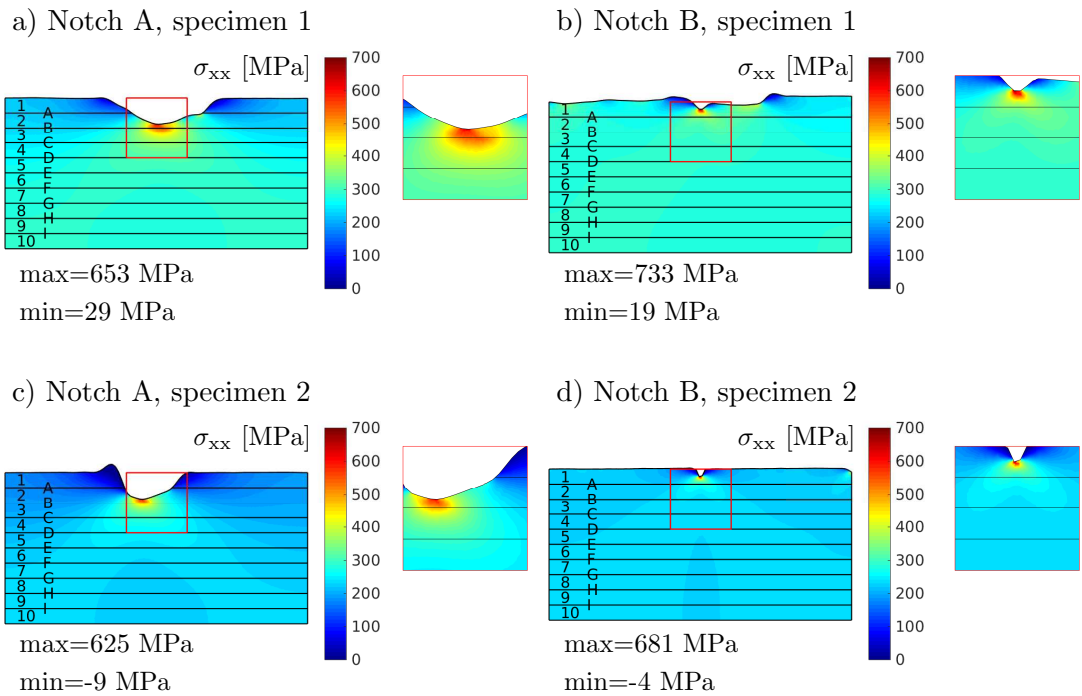 a) Notch A, specimen 1
σxx [MPa]
700
600
500
400
300
200
100
0
1
A
2
B
3
C
4
D
5
E
6
F
7
G
8
H
9
I
10
max=653 MPa
min=29 MPa
b) Notch B, specimen 1
σxx [MPa]
700
600
500
400
300
200
100
0
1
A
2
B
3
C
4
D
5
E
6
F
7
G
8
H
9
I
10
max=733 MPa
min=19 MPa
c) Notch A, specimen 2
σxx [MPa]
700
600
500
400
300
200
100
0
1
A
2
B
3
C
4
D
5
E
6
F
7
G
8
H
9
I
10
max=625 MPa
min=-9 MPa
d) Notch B, specimen 2
σxx [MPa]
700
600
500
400
300
200
100
0
1
A
2
B
3
C
4
D
5
E
6
F
7
G
8
H
9
I
10
max=681 MPa
min=-4 MPa